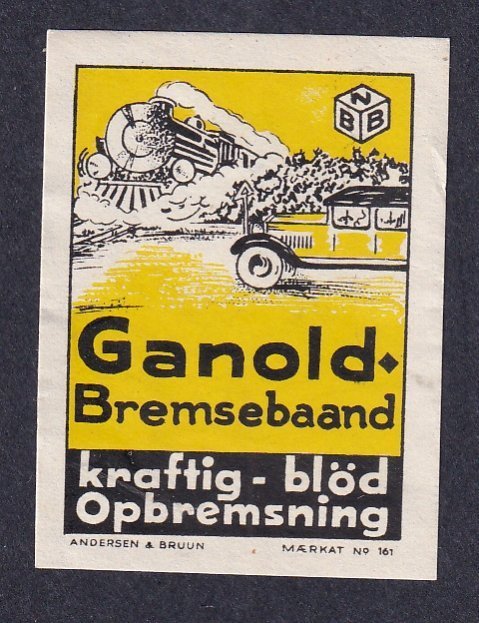 N
B B
Ganold-
Bremsebaand
kraftig - blöd
Opbremsning
ANDERSEN & BRUUN MÆRKAT Nº 161